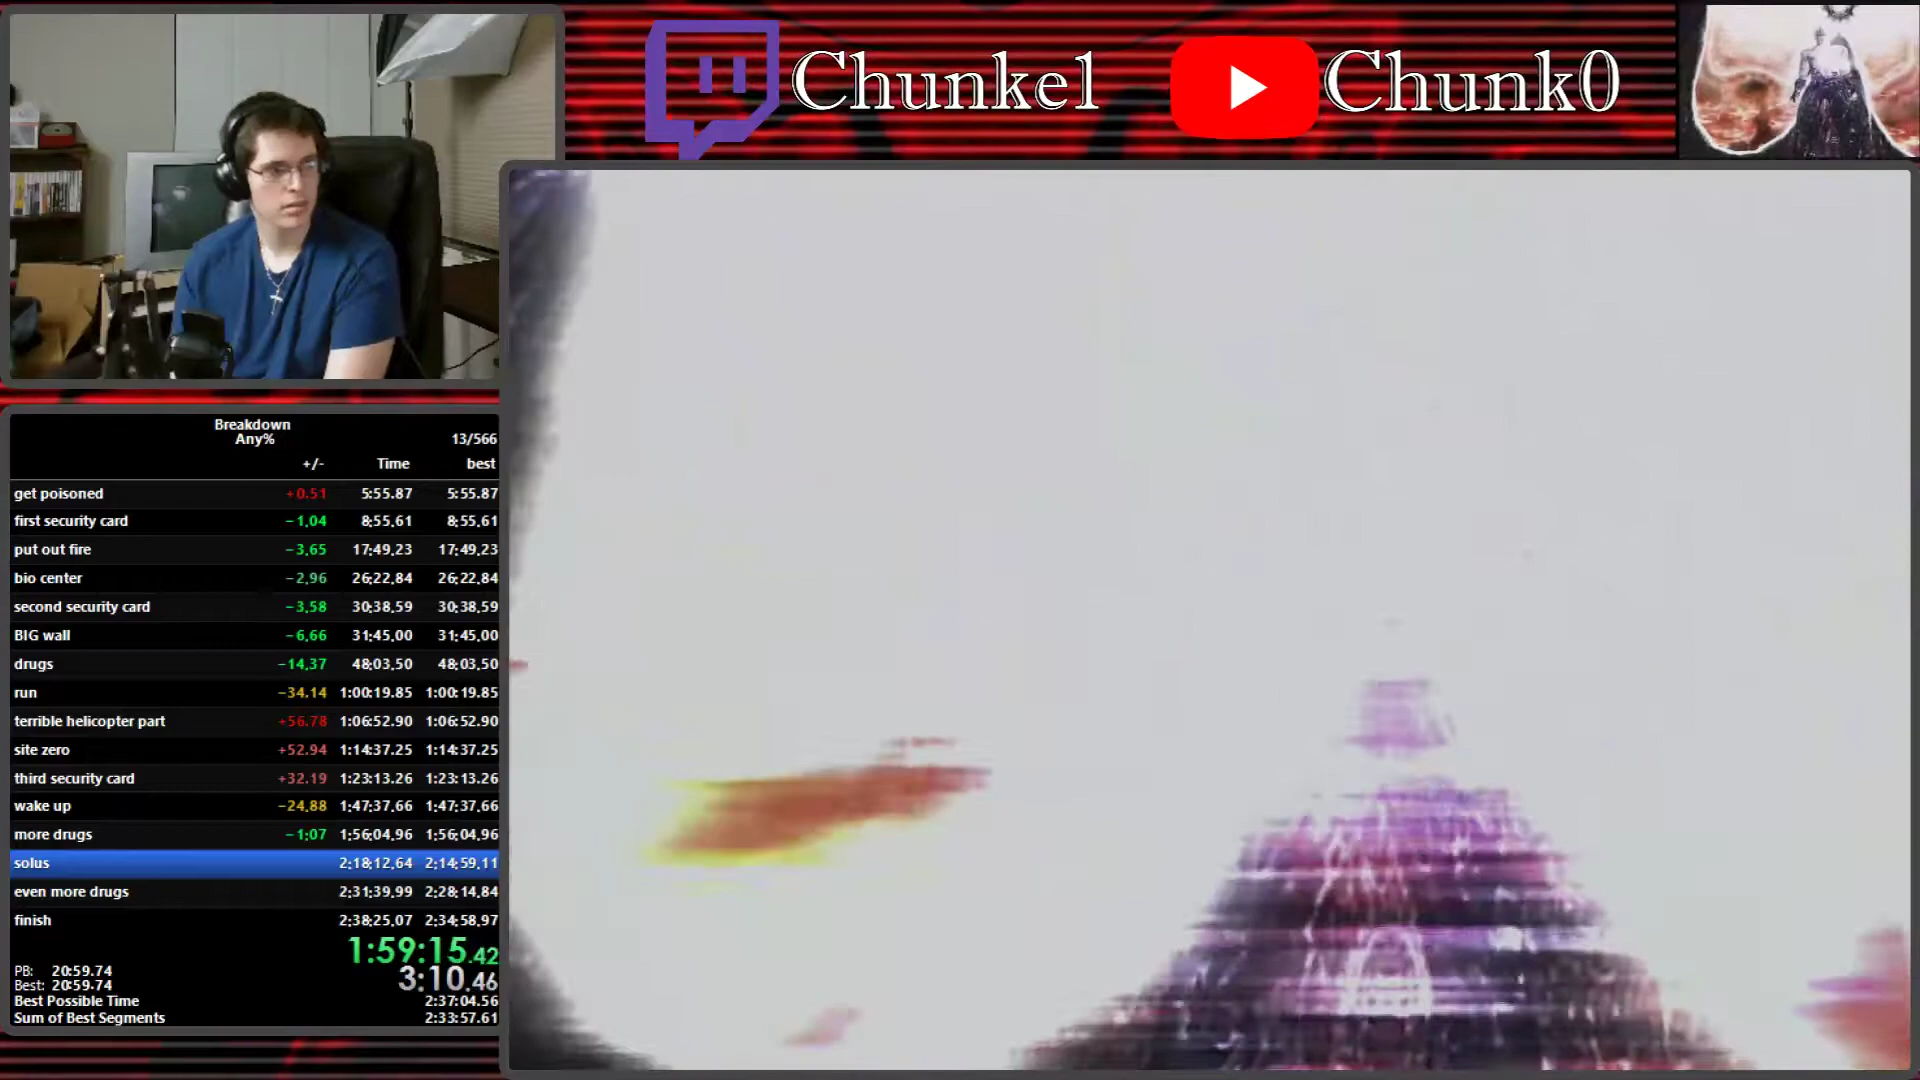 Chunkel
Chunk0
Breakdown
Any% 13/566
+/- Time best
get poisoned +0.51 5:55.87 5:55.87
first security card −1.04 8:55.61 8:55.61
put out fire −3.65 17:49.23 17:49.23
bio center −2.96 26:22.84 26:22.84
second security card −3.58 30:38.59 30:38.59
BIG wall −6.66 31:45.00 31:45.00
drugs −14.37 48:03.50 48:03.50
run −34.14 1:00:19.85 1:00:19.85
terrible helicopter part +56.78 1:06:52.90 1:06:52.90
site zero +52.94 1:14:37.25 1:14:37.25
third security card +32.19 1:23:13.26 1:23:13.26
wake up −24.88 1:47:37.66 1:47:37.66
more drugs −1:07 1:56:04.96 1:56:04.96
solus 2:18:12.64 2:14:59.11
even more drugs 2:31:39.99 2:28:14.84
finish 2:38:25.07 2:34:58.97
1:59:15.42
PB: 20:59.74 3:10.46
Best: 20:59.74
Best Possible Time 2:37:04.56
Sum of Best Segments 2:33:57.61